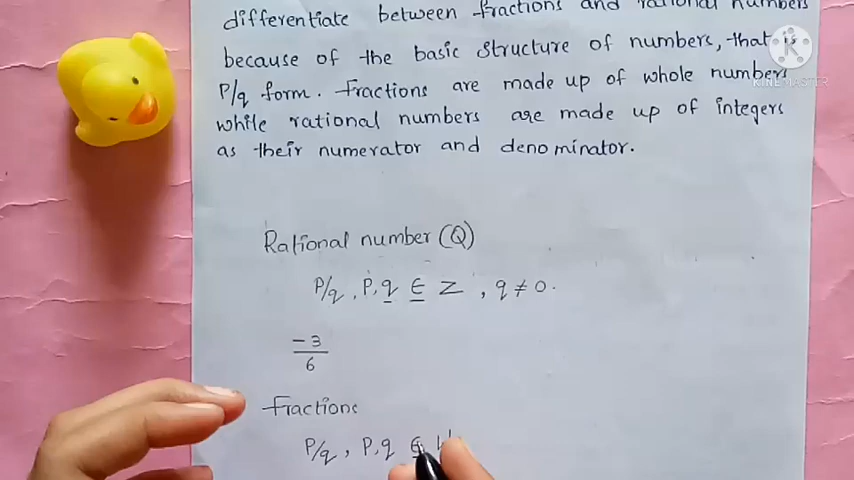 differentiate between fractions and rational numbers
because of the basic structure of numbers, that is
P/q form. Fractions are made up of whole numbers
while rational numbers are made up of integers
as their numerator and denominator.
Rational number (Q)
P/q, P, q ∈ Z, q ≠ 0.
-3
6
Fractions
P/q, P, q ∈
KINEMASTER